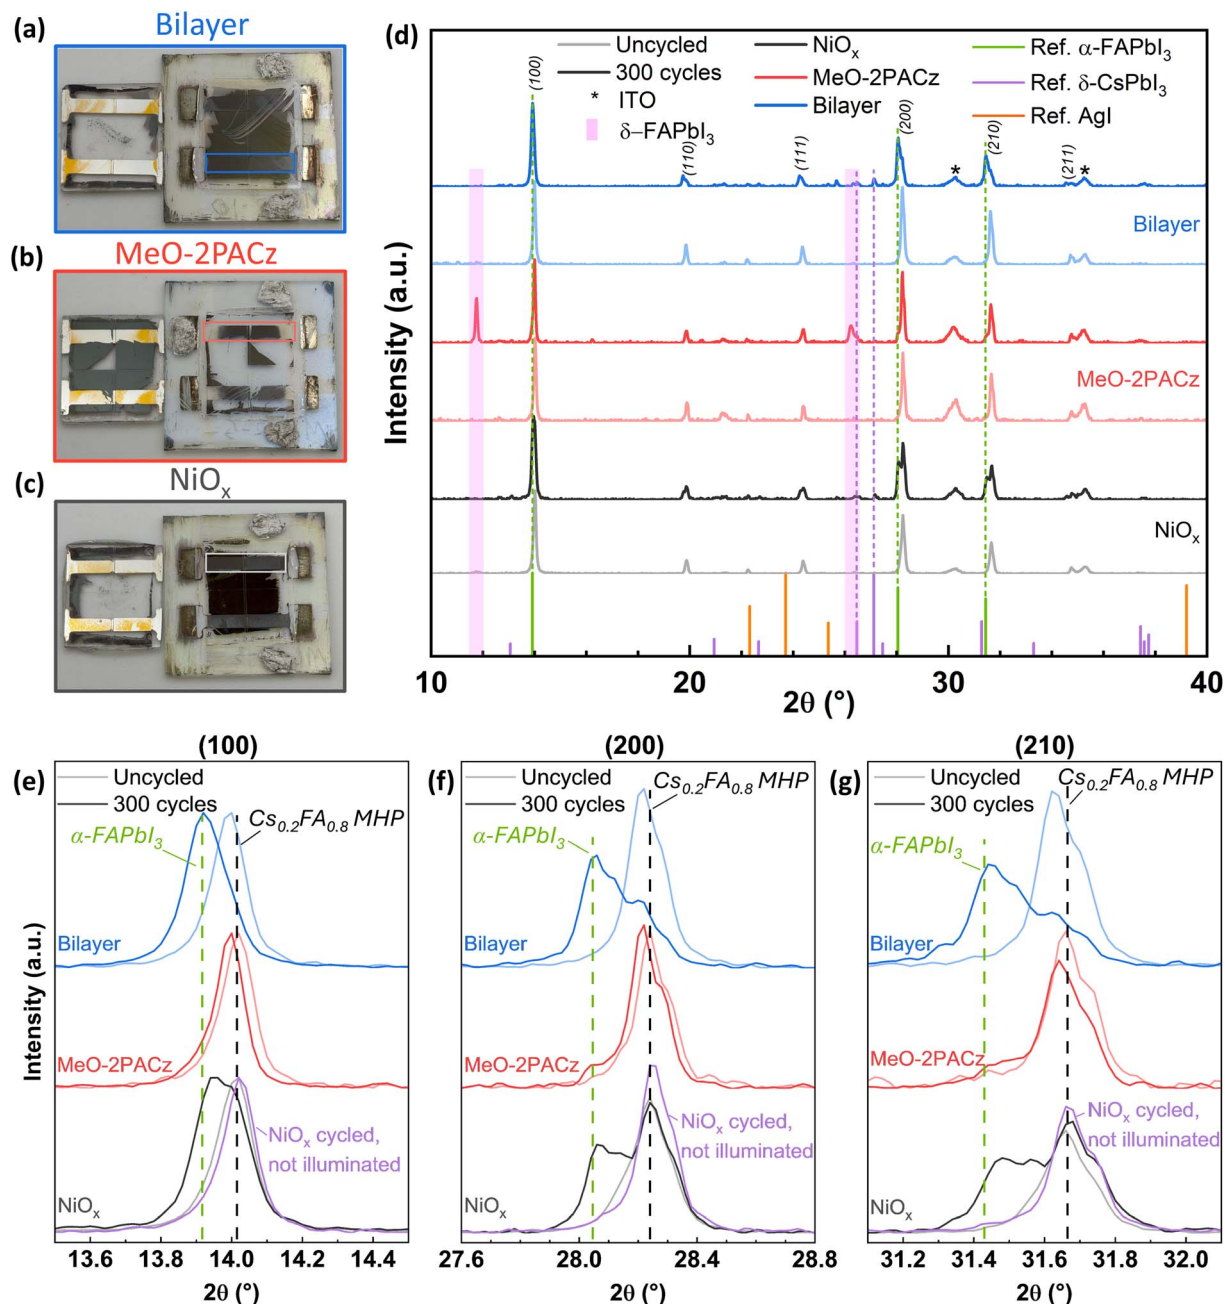 (a)
Bilayer
(b)
MeO-2PACz
(c)
NiOx
(d)
Uncycled
300 cycles
* ITO
δ–FAPbI3
NiOx
MeO-2PACz
Bilayer
Ref. α-FAPbI3
Ref. δ-CsPbI3
Ref. AgI
(100)
(110)
(111)
(200)
*
(210)
(211)
*
Bilayer
MeO-2PACz
NiOx
Intensity (a.u.)
10
20
30
40
2θ (°)
(e)
(100)
Uncycled
300 cycles
α-FAPbI3
Cs0.2FA0.8 MHP
Bilayer
MeO-2PACz
NiOx cycled,
not illuminated
NiOx
Intensity (a.u.)
13.6
14.0
14.4
2θ (°)
(f)
(200)
Uncycled
300 cycles
Cs0.2FA0.8 MHP
α-FAPbI3
Bilayer
MeO-2PACz
NiOx cycled,
not illuminated
NiOx
27.6
28.0
28.4
28.8
2θ (°)
(g)
(210)
Uncycled
300 cycles
Cs0.2FA0.8 MHP
α-FAPbI3
Bilayer
MeO-2PACz
NiOx cycled,
not illuminated
NiOx
31.2
31.4
31.6
31.8
32.0
2θ (°)